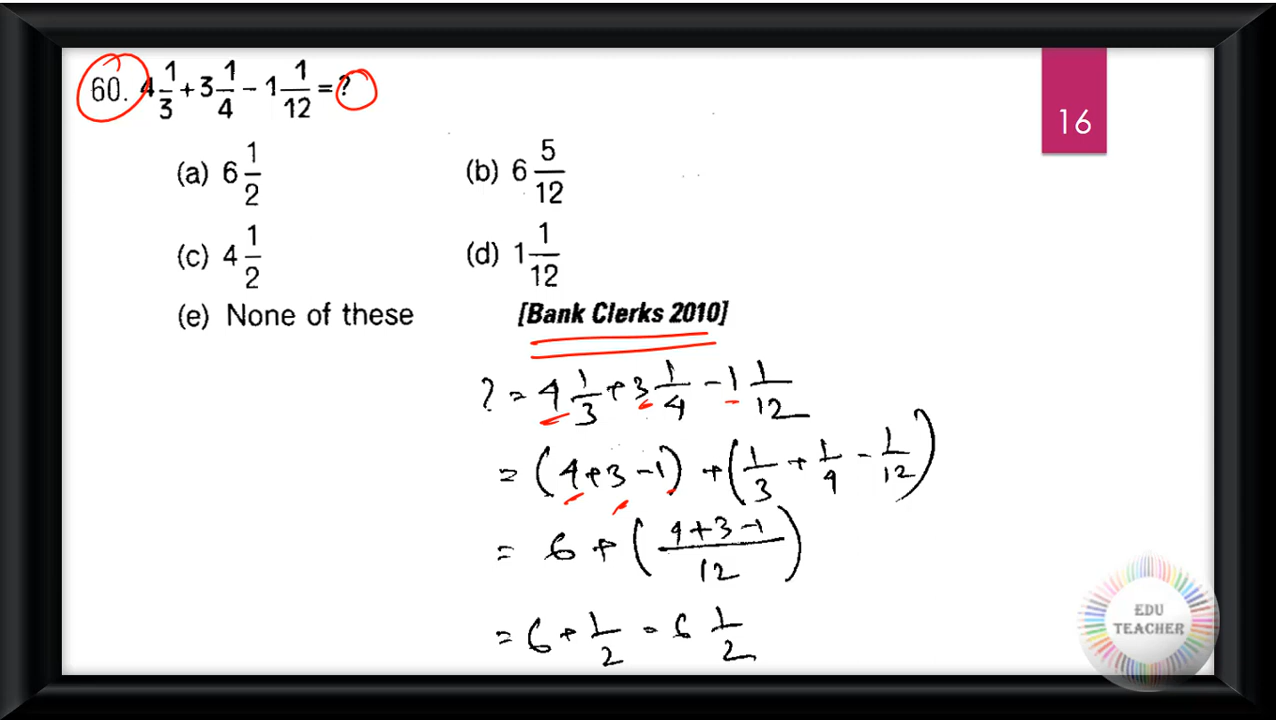 60. 4 1/3 + 3 1/4 - 1 1/12 = ?
16
(a) 6 1/2 (b) 6 5/12
(c) 4 1/2 (d) 1 1/12
(e) None of these [Bank Clerks 2010]
? = 4 1/3 + 3 1/4 - 1 1/12
= (4+3-1) + (1/3 + 1/4 - 1/12)
= 6 + (4+3-1/12)
= 6 + 1/2 = 6 1/2
EDU
TEACHER